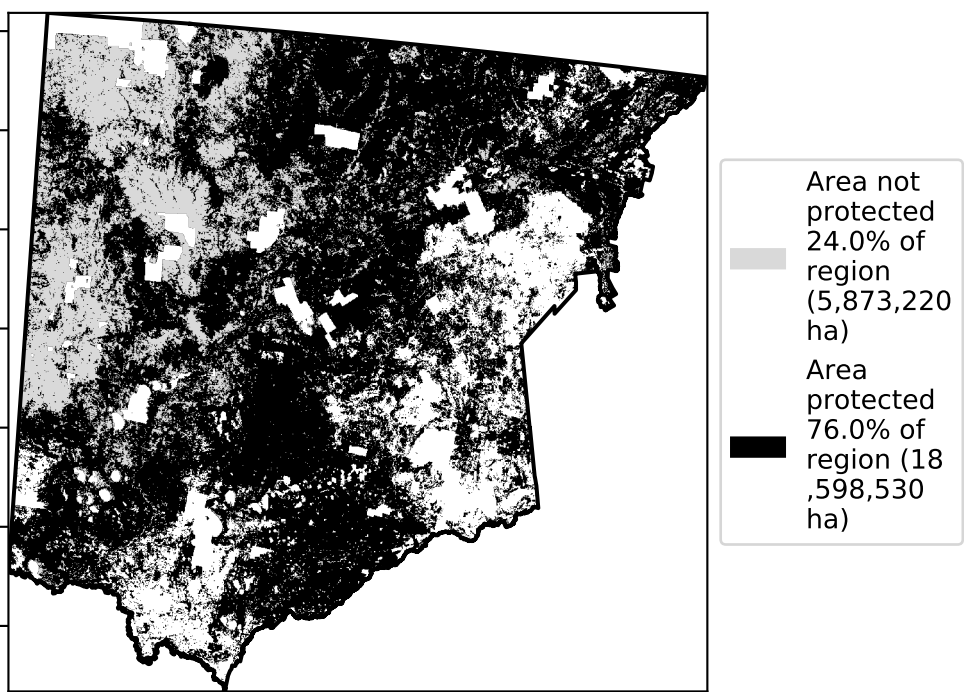 Area not
protected
24.0% of
region
(5,873,220
ha)
Area
protected
76.0% of
region (18
,598,530
ha)